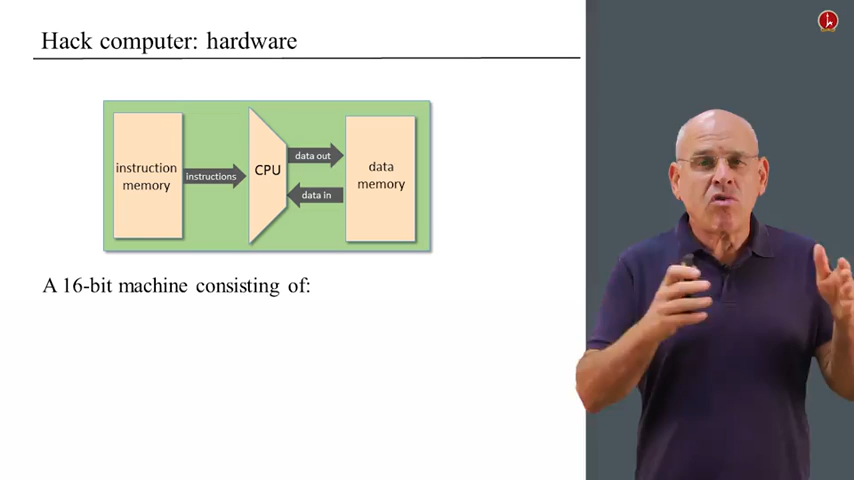 Hack computer: hardware
instruction
memory
instructions
CPU
data out
data in
data
memory
A 16-bit machine consisting of: